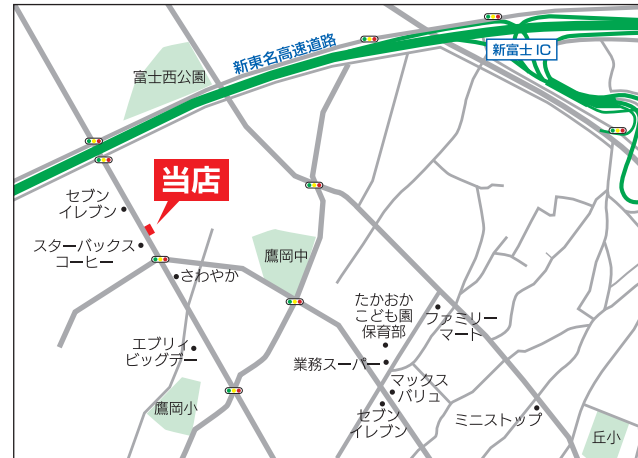 新東名高速道路
新富士 IC
富士西公園
当店
セブン
イレブン
スターバックス
コーヒー
さわやか
鷹岡中
たかおか
こども園
保育部
ファミリー
マート
エブリィ
ビッグデー
業務スーパー
マックス
バリュ
鷹岡小
セブン
イレブン
ミニストップ
丘小